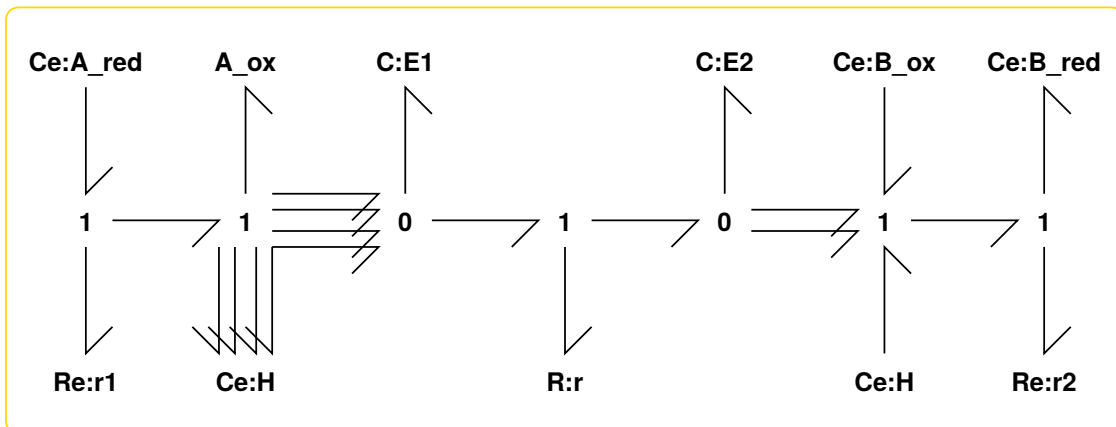 Ce:A_red A_ox C:E1 C:E2 Ce:B_ox Ce:B_red
1 1 0 1 0 1 1
Re:r1 Ce:H R:r Ce:H Re:r2